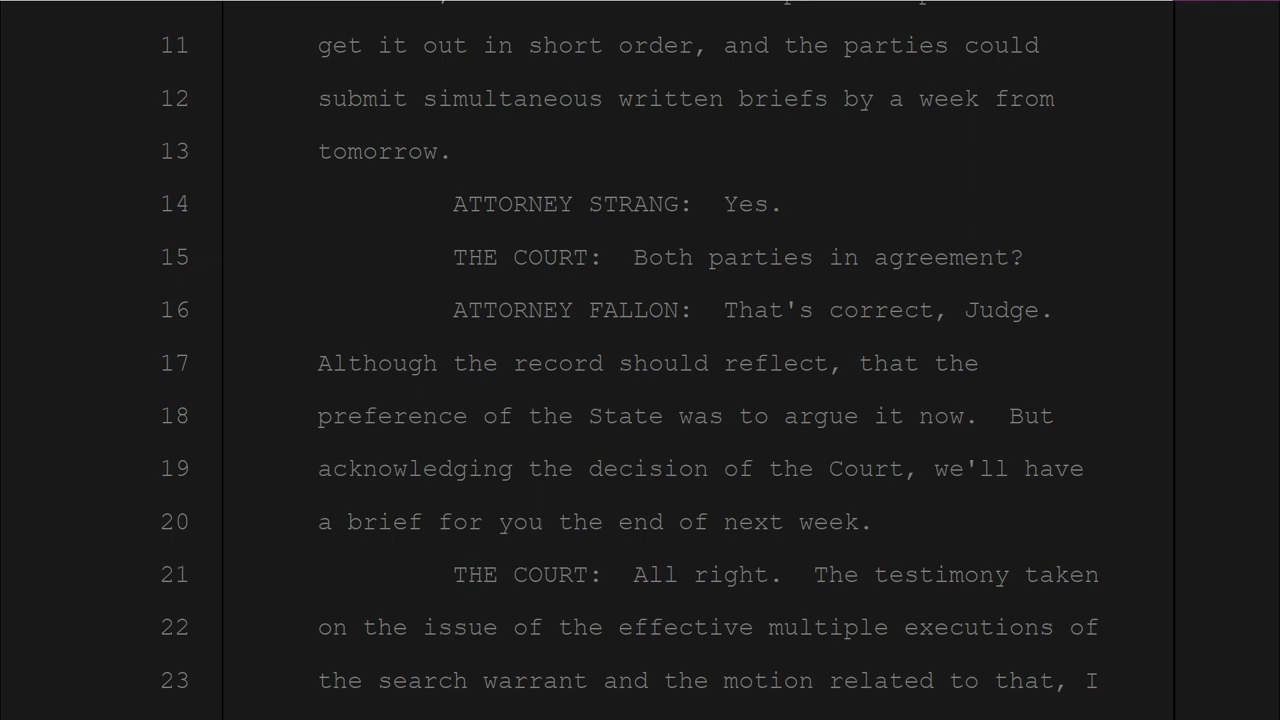 11 get it out in short order, and the parties could
12 submit simultaneous written briefs by a week from
13 tomorrow.
14 ATTORNEY STRANG: Yes.
15 THE COURT: Both parties in agreement?
16 ATTORNEY FALLON: That's correct, Judge.
17 Although the record should reflect, that the
18 preference of the State was to argue it now. But
19 acknowledging the decision of the Court, we'll have
20 a brief for you the end of next week.
21 THE COURT: All right. The testimony taken
22 on the issue of the effective multiple executions of
23 the search warrant and the motion related to that, I